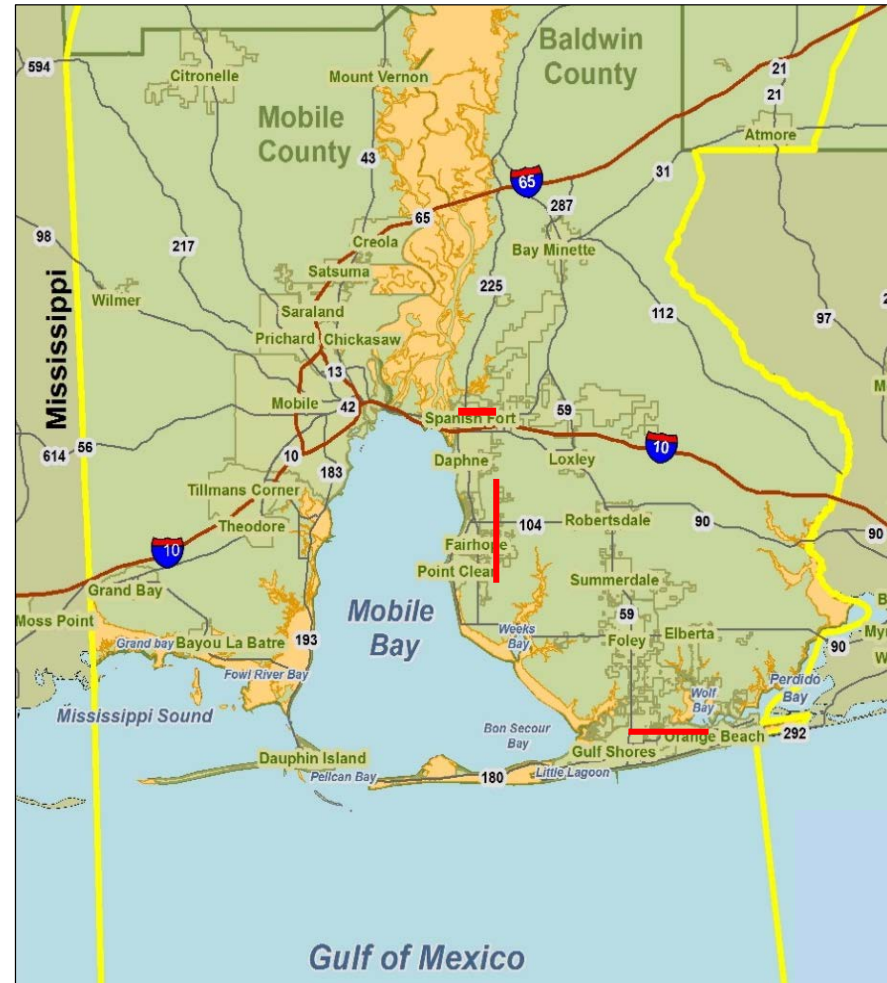 Baldwin
County
594
21
Citronelle
Mount Vernon
21
Atmore
Mobile
County
43
31
65
287
65
Creola
Bay Minette
98
217
Satsuma
225
Wilmer
Saraland
112
97
Prichard
Chickasaw
Mississippi
13
Mobile
42
Spanish Fort
59
614
56
10
10
Daphne
Loxley
183
Tillmans Corner
Theodore
104
Robertsdale
90
90
10
Fairhope
Grand Bay
Point Clear
Summerdale
Moss Point
Mobile
Bay
59
193
Weeks
Bay
Foley
Elberta
Grand bay
Bayou La Batre
90
Fowl River Bay
Perdido
Bay
Wolf
Bay
Mississippi Sound
Bon Secour
Bay
Orange Beach
292
Dauphin Island
Gulf Shores
Pelican Bay
180
Little Lagoon
Gulf of Mexico